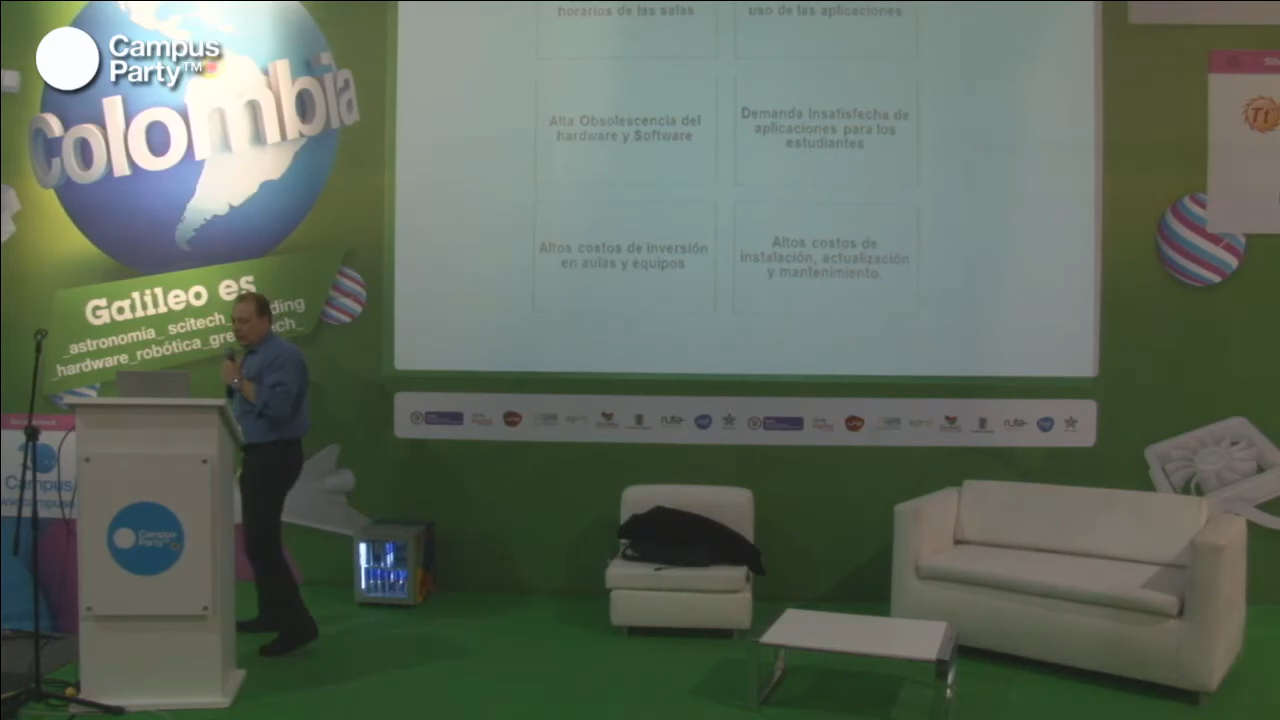 Campus
Party™
Colombia
Galileo es
_astronomía_ scitech_
_hardware_robótica_
horarios de las salas
uso de las aplicaciones
Alta Obsolescencia del
hardware y Software
Demanda Insatisfecha de
aplicaciones para los
estudiantes
Altos costos de inversión
en aulas y equipos
Altos costos de
instalación, actualización
y mantenimiento.
Campus
Party™
Campus